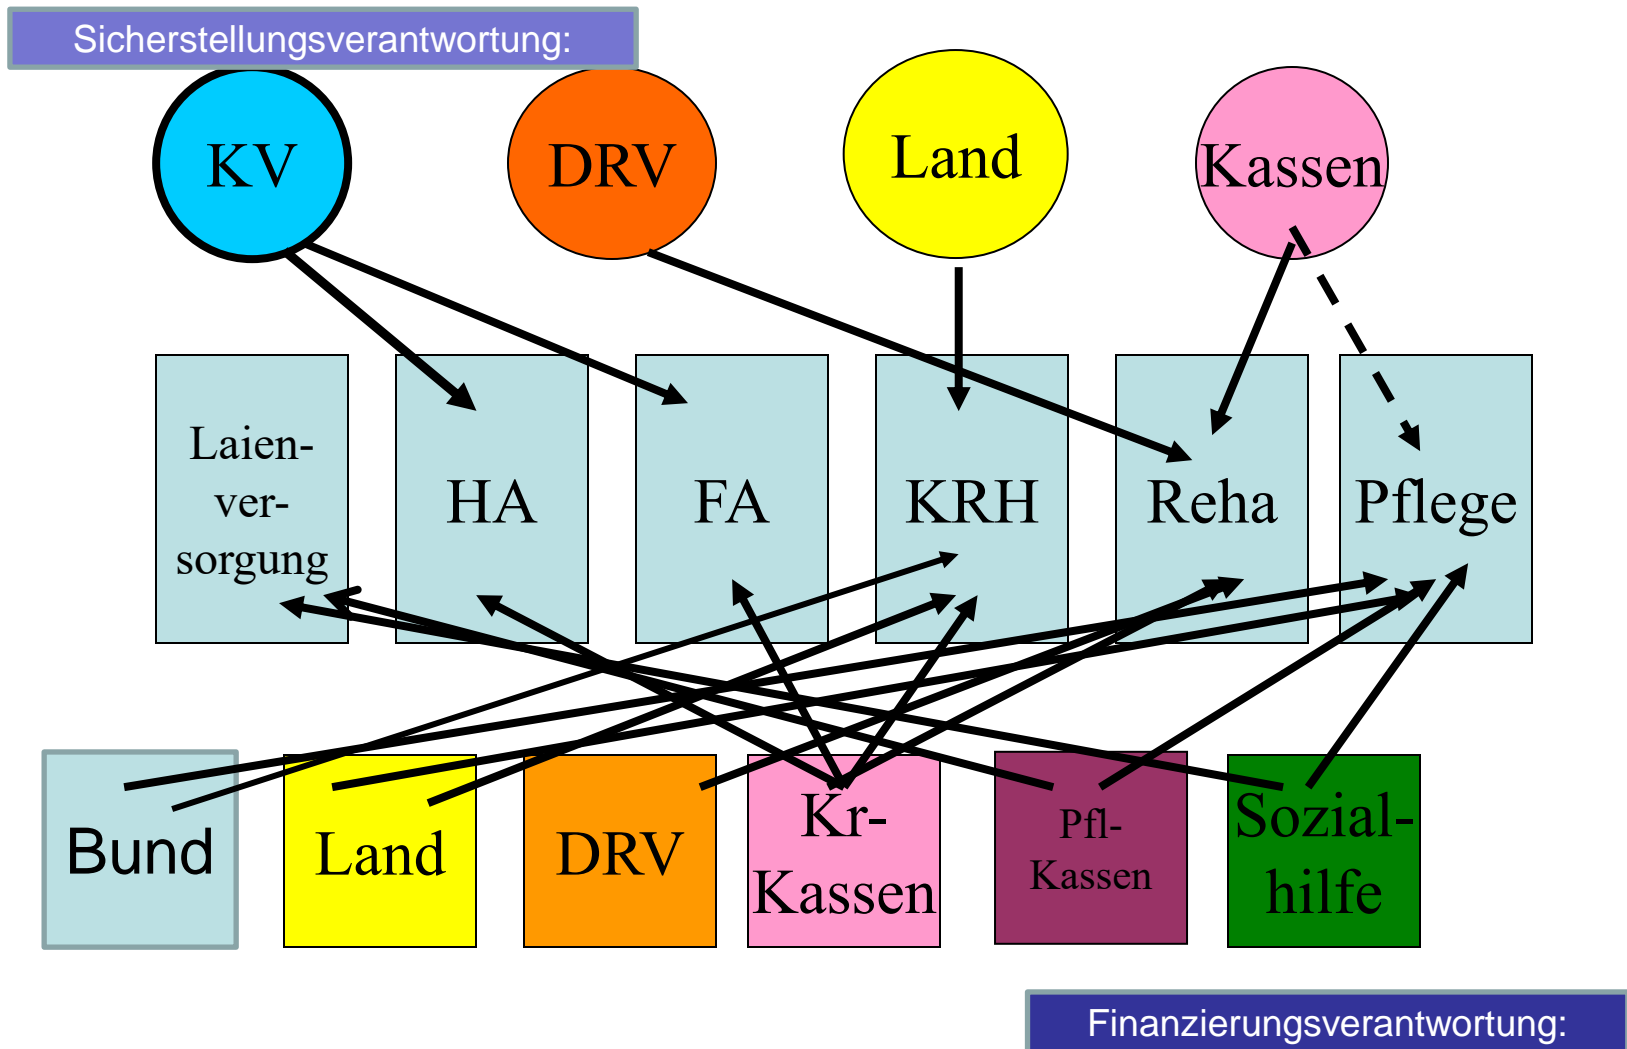 Sicherstellungsverantwortung:
KV
DRV
Land
Kassen
Laien-
ver-
sorgung
HA
FA
KRH
Reha
Pflege
Bund
Land
DRV
Kr-
Kassen
Pfl-
Kassen
Sozial-
hilfe
Finanzierungsverantwortung: